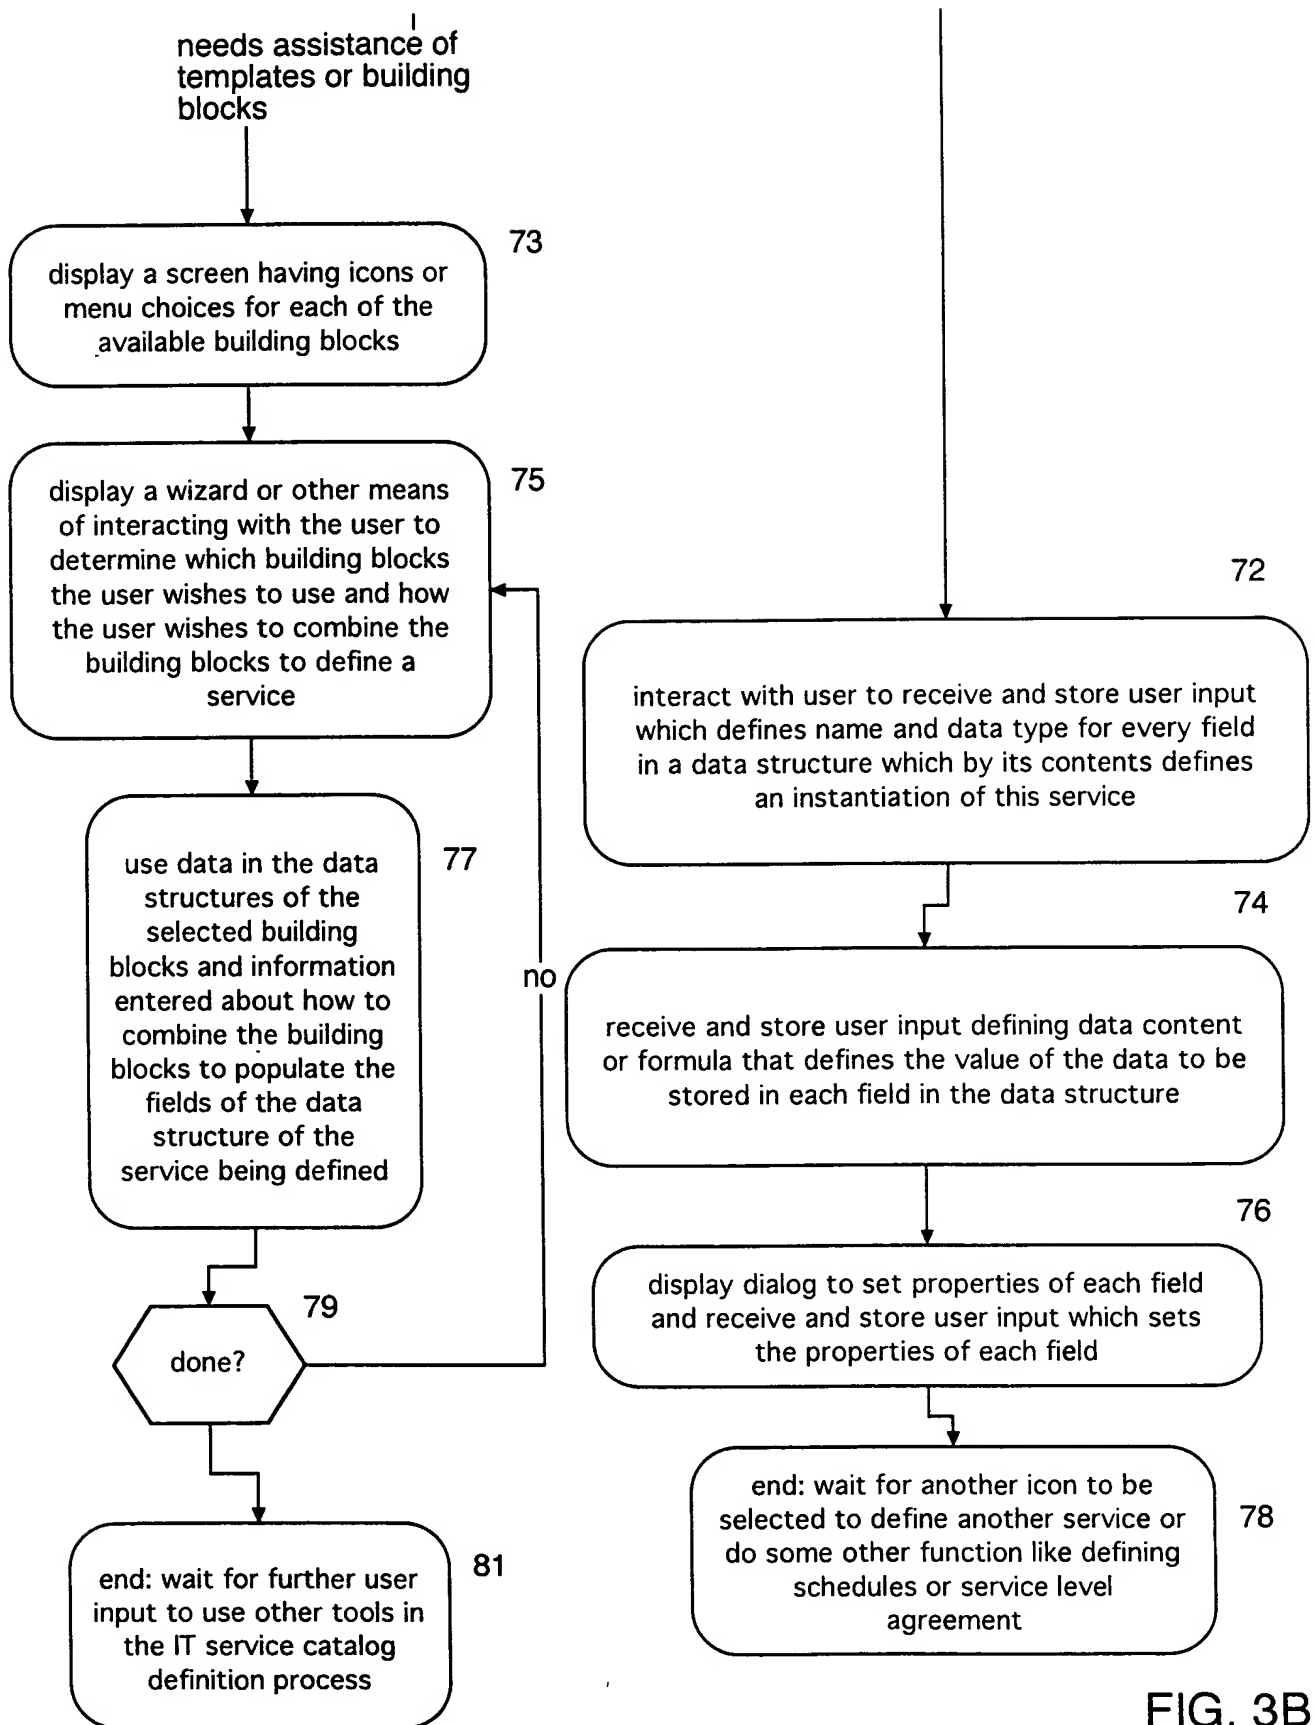 needs assistance of
templates or building
blocks
73
display a screen having icons or
menu choices for each of the
available building blocks
75
display a wizard or other means
of interacting with the user to
determine which building blocks
the user wishes to use and how
the user wishes to combine the
building blocks to define a
service
77
use data in the data
structures of the
selected building
blocks and information
entered about how to
combine the building
blocks to populate the
fields of the data
structure of the
service being defined
no
79
done?
81
end: wait for further user
input to use other tools in
the IT service catalog
definition process
72
interact with user to receive and store user input
which defines name and data type for every field
in a data structure which by its contents defines
an instantiation of this service
74
receive and store user input defining data content
or formula that defines the value of the data to be
stored in each field in the data structure
76
display dialog to set properties of each field
and receive and store user input which sets
the properties of each field
78
end: wait for another icon to be
selected to define another service or
do some other function like defining
schedules or service level
agreement
FIG. 3B